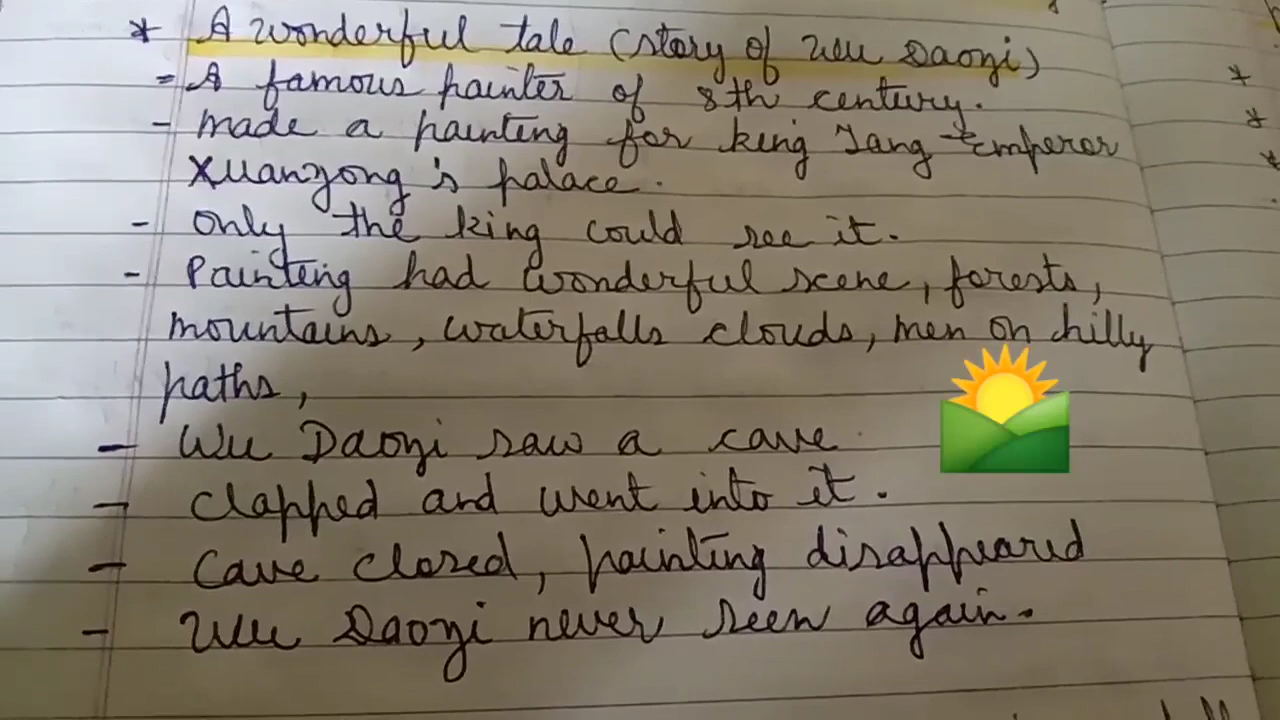 * A wonderful tale (story of Wu Daozi)
= A famous painter of 8th century.
- made a painting for king Tang Emperor
Xuanzong's palace.
- only the king could see it.
- Painting had wonderful scene, forests,
mountains, waterfalls clouds, men on hilly
paths,
- Wu Daozi saw a cave
- clapped and went into it.
- Cave closed, painting disappeared
- Wu Daozi never seen again.